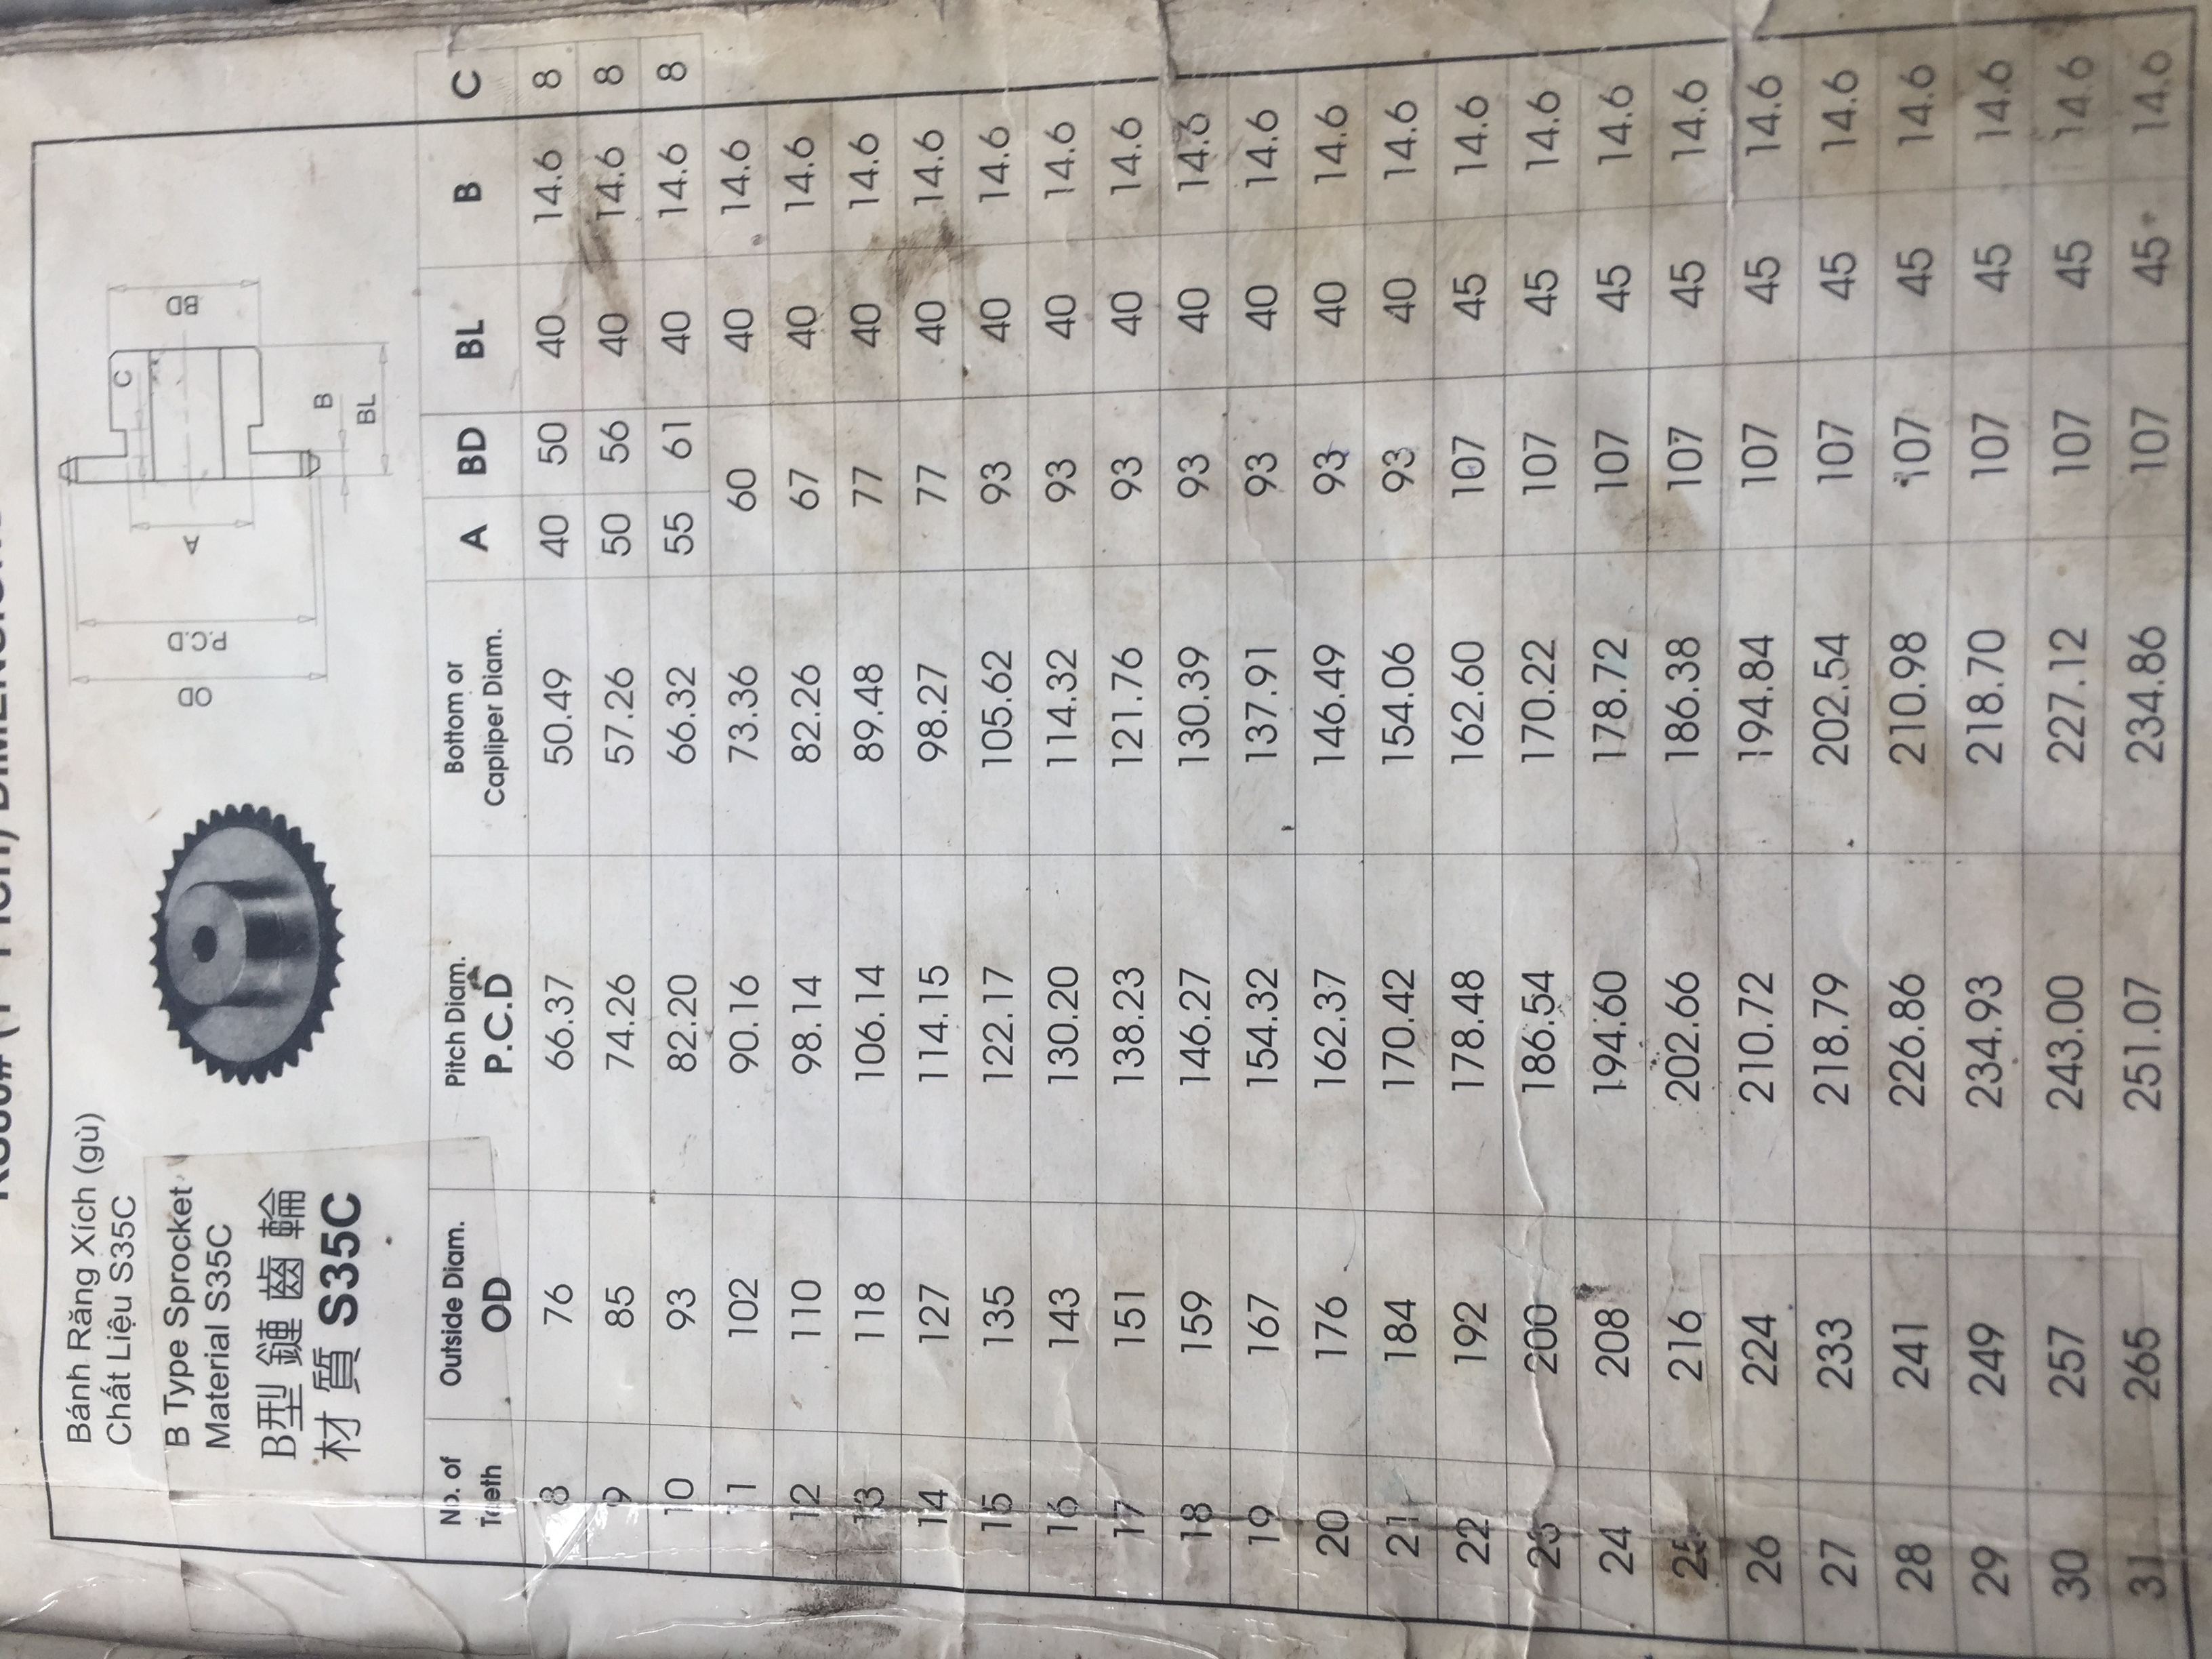 Bánh Răng Xích (gù)
Chất Liệu S35C
B Type Sprocket
Material S35C
B型 鏈 齒 輪
材 質 S35C
OD
P.C.D
A
C
B
BL
BD
No. of Teeth Outside Diam. OD Pitch Diam. P.C.D Bottom or Capliper Diam. A BD BL B C
8 76 66.37 50.49 40 50 40 14.6 8
9 85 74.26 57.26 50 56 40 14.6 8
10 93 82.20 66.32 55 61 40 14.6 8
11 102 90.16 73.36 60 40 14.6
12 110 98.14 82.26 67 40 14.6
13 118 106.14 89.48 77 40 14.6
14 127 114.15 98.27 77 40 14.6
15 135 122.17 105.62 93 40 14.6
16 143 130.20 114.32 93 40 14.6
17 151 138.23 121.76 93 40 14.6
18 159 146.27 130.39 93 40 14.6
19 167 154.32 137.91 93 40 14.6
20 176 162.37 146.49 93 40 14.6
21 184 170.42 154.06 93 40 14.6
22 192 178.48 162.60 107 45 14.6
23 200 186.54 170.22 107 45 14.6
24 208 194.60 178.72 107 45 14.6
25 216 202.66 186.38 107 45 14.6
26 224 210.72 194.84 107 45 14.6
27 233 218.79 202.54 107 45 14.6
28 241 226.86 210.98 107 45 14.6
29 249 234.93 218.70 107 45 14.6
30 257 243.00 227.12 107 45 14.6
31 265 251.07 234.86 107 45 14.6